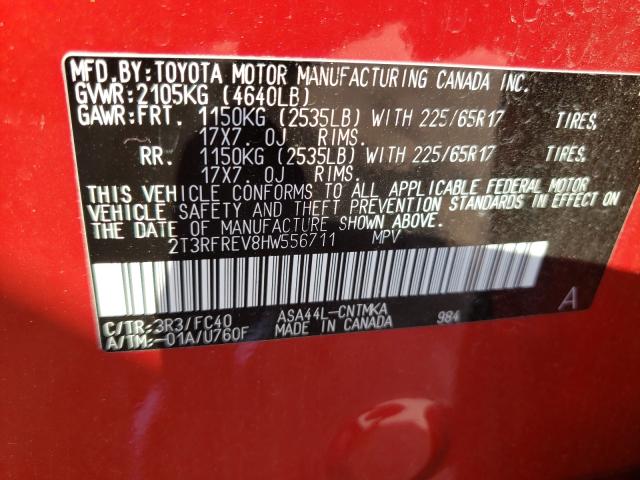 MFD.BY:TOYOTA MOTOR MANUFACTURING CANADA INC.
GVWR:2105KG (4640LB)
GAWR:FRT. 1150KG (2535LB) WITH 225/65R17 TIRES,
17X7. 0J RIMS.
RR. 1150KG (2535LB) WITH 225/65R17 TIRES,
17X7. 0J RIMS.
THIS VEHICLE CONFORMS TO ALL APPLICABLE FEDERAL MOTOR
VEHICLE SAFETY AND THEFT PREVENTION STANDARDS IN EFFECT ON
THE DATE OF MANUFACTURE SHOWN ABOVE.
2T3RFREV8HW556711 MPV
C/TR:3R3/FC40 ASA44L-CNTMKA 984 A
A/TM:-01A/U760F MADE IN CANADA